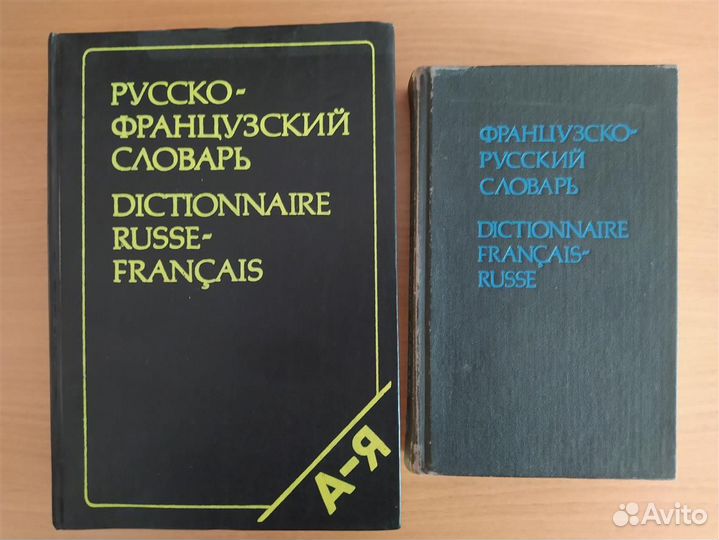 РУССКО-
ФРАНЦУЗСКИЙ
СЛОВАРЬ
DICTIONNAIRE
RUSSE-
FRANÇAIS
А-Я
ФРАНЦУЗСКО-
РУССКИЙ
СЛОВАРЬ
DICTIONNAIRE
FRANÇAIS-
RUSSE
Avito